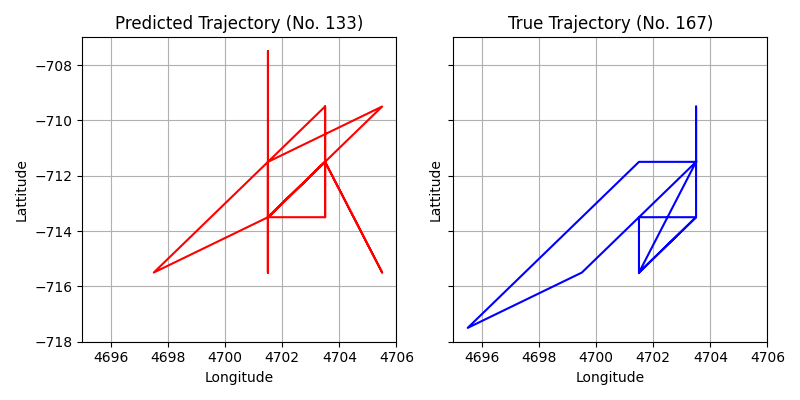 Predicted Trajectory (No. 133)
True Trajectory (No. 167)
Lattitude
−708
−710
−712
−714
−716
−718
4696 4698 4700 4702 4704 4706
Longitude
Lattitude
4696 4698 4700 4702 4704 4706
Longitude